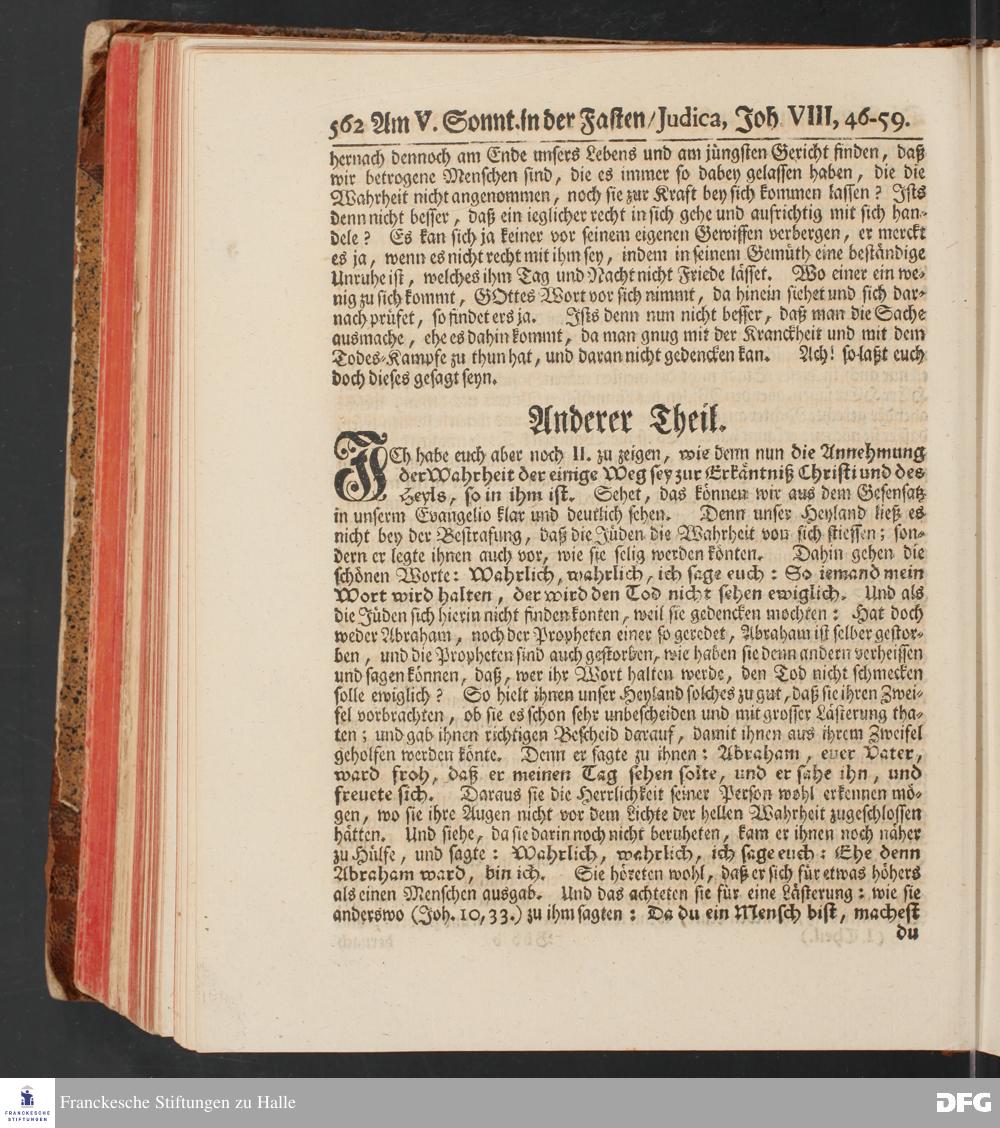 562 Am V. Sonnt. in der Fasten/Judica, Joh VIII, 46-59.
hernach dennoch am Ende unsers Lebens und am jüngsten Gericht finden, daß
wir betrogene Menschen sind, die es immer so dabey gelassen haben, die die
Wahrheit nicht angenommen, noch sie zur Kraft bey sich kommen lassen? Ists
denn nicht besser, daß ein ieglicher recht in sich gehe und aufrichtig mit sich han-
dele? Es kan sich ja keiner vor seinem eigenen Gewissen verbergen, er merckt
es ja, wenn es nicht recht mit ihm sey, indem in seinem Gemüth eine beständige
Unruhe ist, welches ihm Tag und Nacht nicht Friede lässet. Wo einer ein we-
nig zu sich kommt, GOttes Wort vor sich nimmt, da hinein siehet und sich dar-
nach prüfet, so findet ers ja. Ists denn nun nicht besser, daß man die Sache
ausmache, ehe es dahin kommt, da man gnug mit der Kranckheit und mit dem
Todes-Kampfe zu thun hat, und daran nicht gedencken kan. Ach! so laßt euch
doch dieses gesagt seyn.
Anderer Theil.
ICh habe euch aber noch II. zu zeigen, wie denn nun die Annehmung
der Wahrheit der einige Weg sey zur Erkäntniß Christi und des
Heyls, so in ihm ist. Sehet, das können wir aus dem Gesensatz
in unserm Evangelio klar und deutlich sehen. Denn unser Heyland ließ es
nicht bey der Bestrafung, daß die Jüden die Wahrheit von sich stiessen; son-
dern er legte ihnen auch vor, wie sie selig werden könten. Dahin gehen die
schönen Worte: Wahrlich, wahrlich, ich sage euch: So iemand mein
Wort wird halten, der wird den Tod nicht sehen ewiglich. Und als
die Jüden sich hierin nicht finden konten, weil sie gedencken mochten: Hat doch
weder Abraham, noch der Propheten einer so geredet, Abraham ist selber gestor-
ben, und die Propheten sind auch gestorben, wie haben sie denn andern verheissen
und sagen können, daß, wer ihr Wort halten werde, den Tod nicht schmecken
solle ewiglich? So hielt ihnen unser Heyland solches zu gut, daß sie ihren Zwei-
fel vorbrachten, ob sie es schon sehr unbescheiden und mit grosser Lästerung tha-
ten; und gab ihnen richtigen Bescheid darauf, damit ihnen aus ihrem Zweifel
geholfen werden könte. Denn er sagte zu ihnen: Abraham, euer Vater,
ward froh, daß er meinen Tag sehen solte, und er sahe ihn, und
freuete sich. Daraus sie die Herrlichkeit seiner Person wohl erkennen mö-
gen, wo sie ihre Augen nicht vor dem Lichte der hellen Wahrheit zugeschlossen
hätten. Und siehe, da sie darin noch nicht beruheten, kam er ihnen noch näher
zu Hülfe, und sagte: Wahrlich, wahrlich, ich sage euch: Ehe denn
Abraham ward, bin ich. Sie höreten wohl, daß er sich für etwas höhers
als einen Menschen ausgab. Und das achteten sie für eine Lästerung: wie sie
anderswo (Joh. 10, 33.) zu ihm sagten: Da du ein Mensch bist, machest
du
FRANCKESCHE
STIFTUNGEN
Franckesche Stiftungen zu Halle
DFG